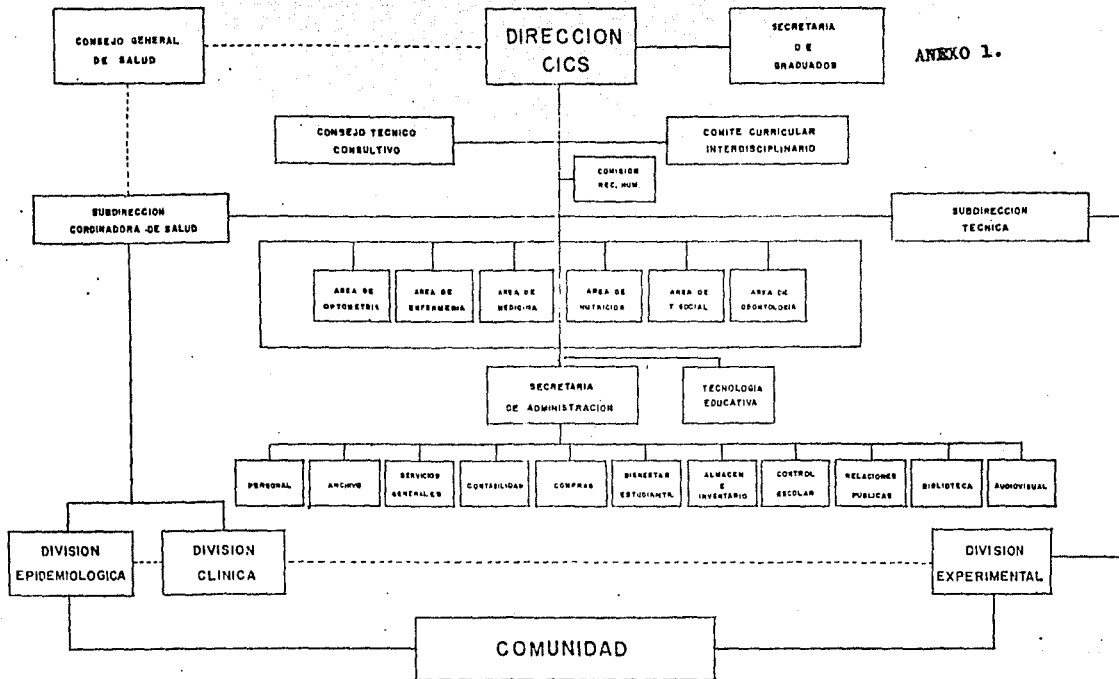 CONSEJO GENERAL
DE SALUD
DIRECCION
CICS
SECRETARIA
DE
GRADUADOS
ANEXO 1.
CONSEJO TECNICO
CONSULTIVO
COMITE CURRICULAR
INTERDISCIPLINARIO
COMISION
REC. HUM.
SUBDIRECCION
CORDINADORA DE SALUD
SUBDIRECCION
TECNICA
AREA DE
OPTOMETRIA
AREA DE
ENFERMERIA
AREA DE
MEDICINA
AREA DE
NUTRICION
AREA DE
T SOCIAL
AREA DE
ODONTOLOGIA
SECRETARIA
DE ADMINISTRACION
TECNOLOGIA
EDUCATIVA
PERSONAL
ARCHIVO
SERVICIOS
GENERALES
CONTABILIDAD
COMPRAS
BIENESTAR
ESTUDIANTIL
ALMACEN
E
INVENTARIO
CONTROL
ESCOLAR
RELACIONES
PUBLICAS
BIBLIOTECA
AUDIOVISUAL
DIVISION
EPIDEMIOLOGICA
DIVISION
CLINICA
DIVISION
EXPERIMENTAL
COMUNIDAD